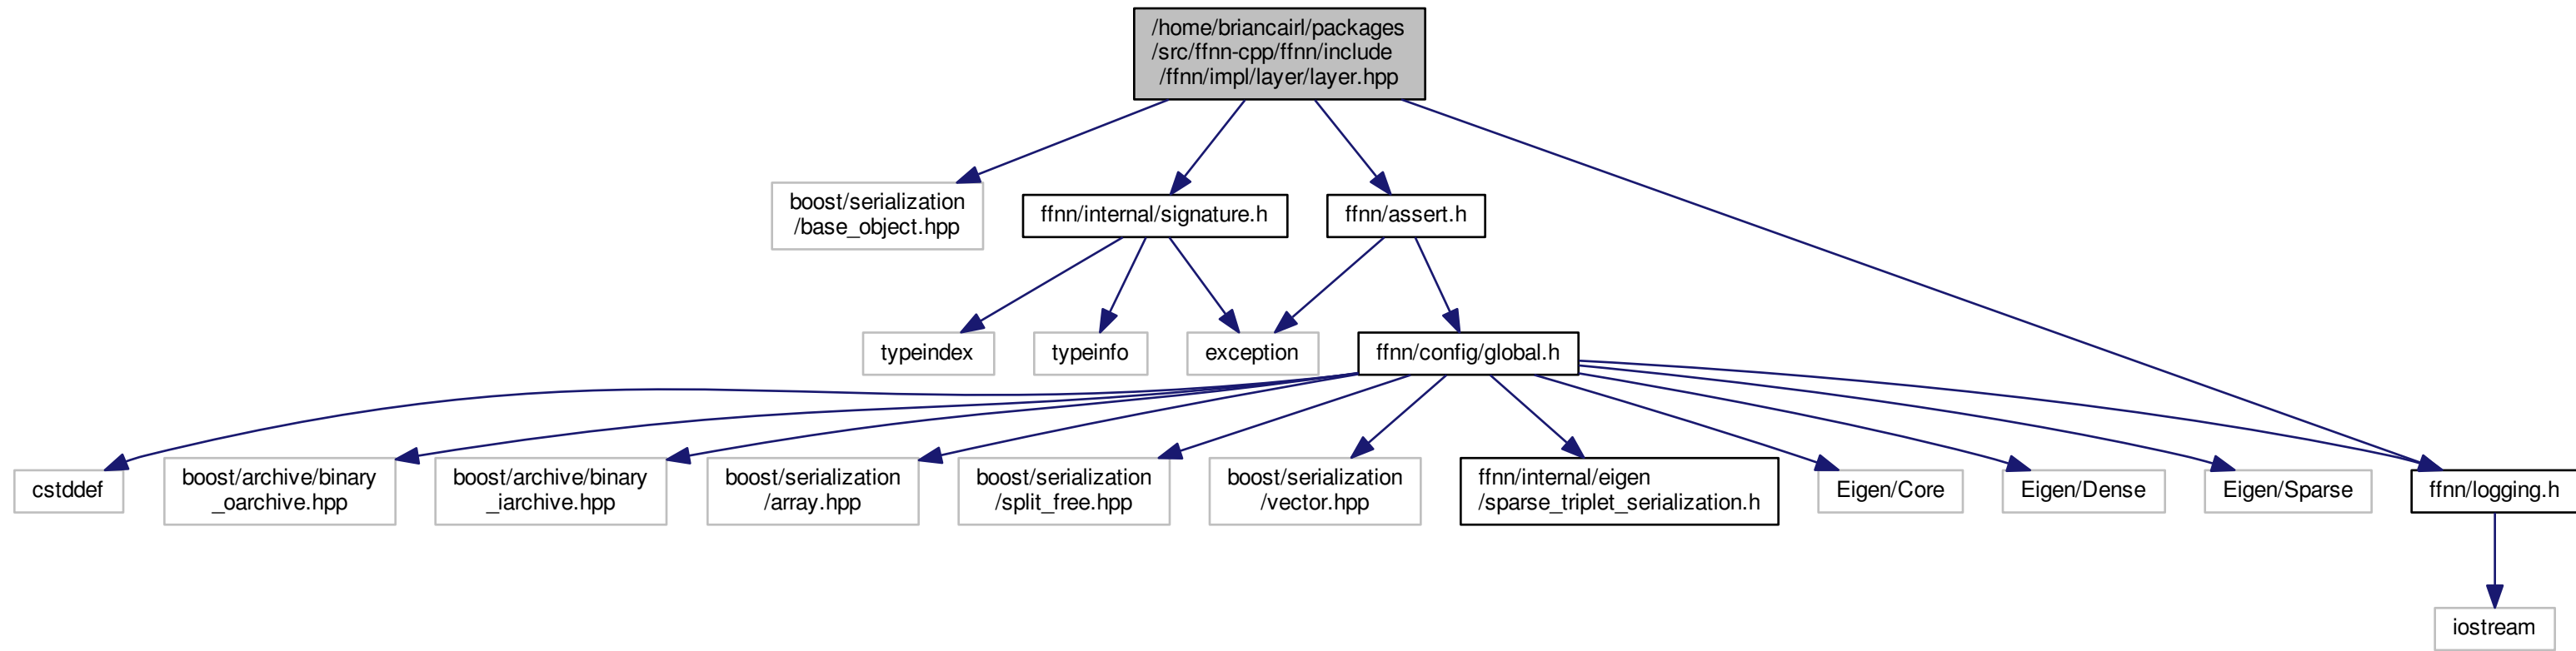 /home/briancairl/packages
/src/ffnn-cpp/ffnn/include
/ffnn/impl/layer/layer.hpp
boost/serialization
/base_object.hpp
ffnn/internal/signature.h
ffnn/assert.h
typeindex
typeinfo
exception
ffnn/config/global.h
cstddef
boost/archive/binary
_oarchive.hpp
boost/archive/binary
_iarchive.hpp
boost/serialization
/array.hpp
boost/serialization
/split_free.hpp
boost/serialization
/vector.hpp
ffnn/internal/eigen
/sparse_triplet_serialization.h
Eigen/Core
Eigen/Dense
Eigen/Sparse
ffnn/logging.h
iostream